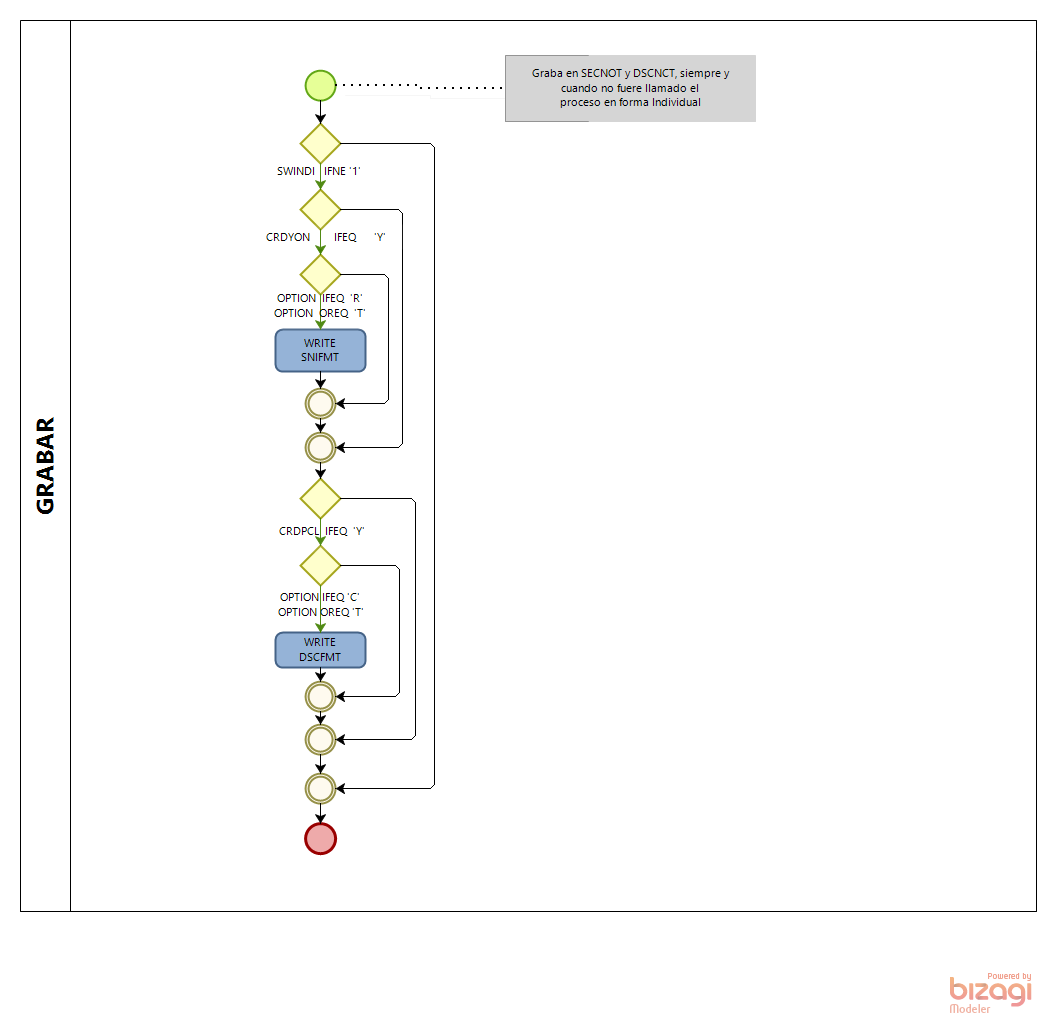 Graba en SECNOT y DSCNCT, siempre y
cuando no fuere llamado el
proceso en forma Individual
SWINDI IFNE '1'
CRDYON IFEQ 'Y'
OPTION IFEQ 'R'
OPTION OREQ 'T'
WRITE
SNIFMT
GRABAR
CRDPCL IFEQ 'Y'
OPTION IFEQ 'C'
OPTION OREQ 'T'
WRITE
DSCFMT
Powered by
bizagi
Modeler